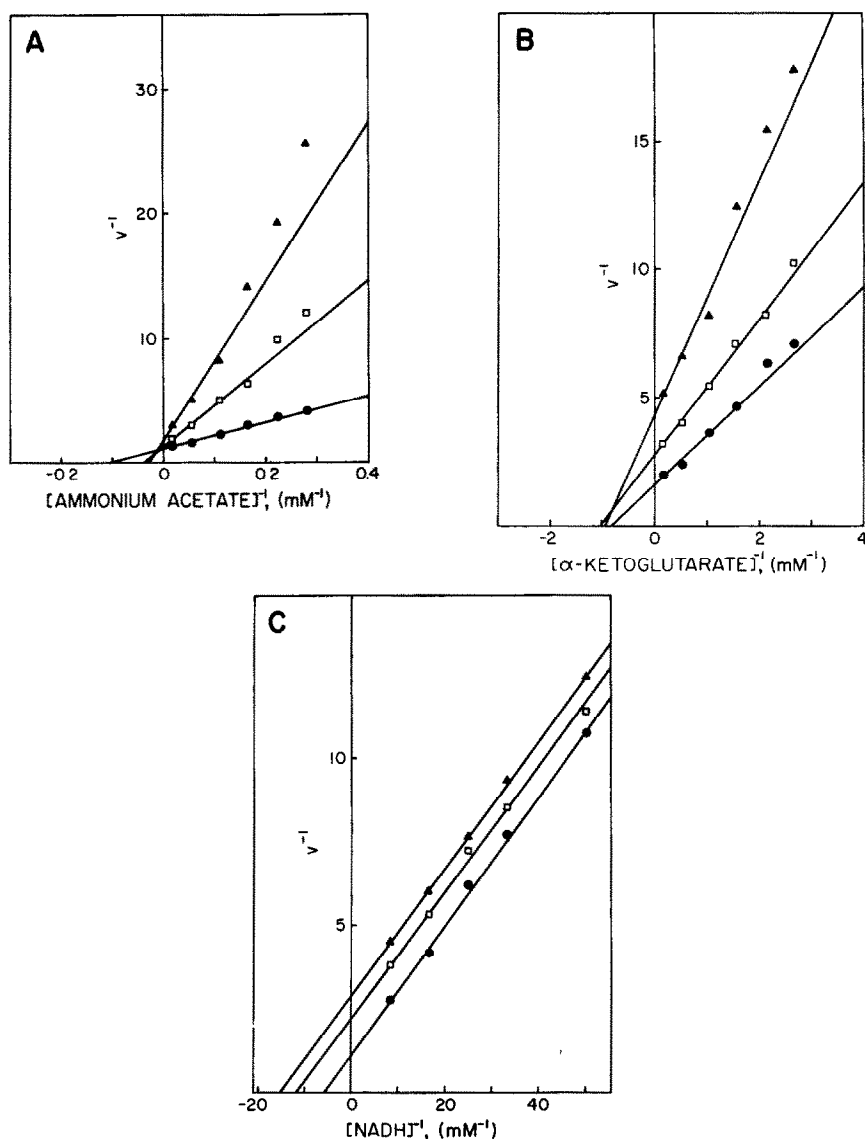 A
30
20
10
v⁻¹
-0.2
0
0.2
0.4
[AMMONIUM ACETATE]⁻¹, (mM⁻¹)
B
15
10
5
v⁻¹
-2
0
2
4
[α-KETOGLUTARATE]⁻¹, (mM⁻¹)
C
10
5
v⁻¹
-20
0
20
40
[NADH]⁻¹, (mM⁻¹)